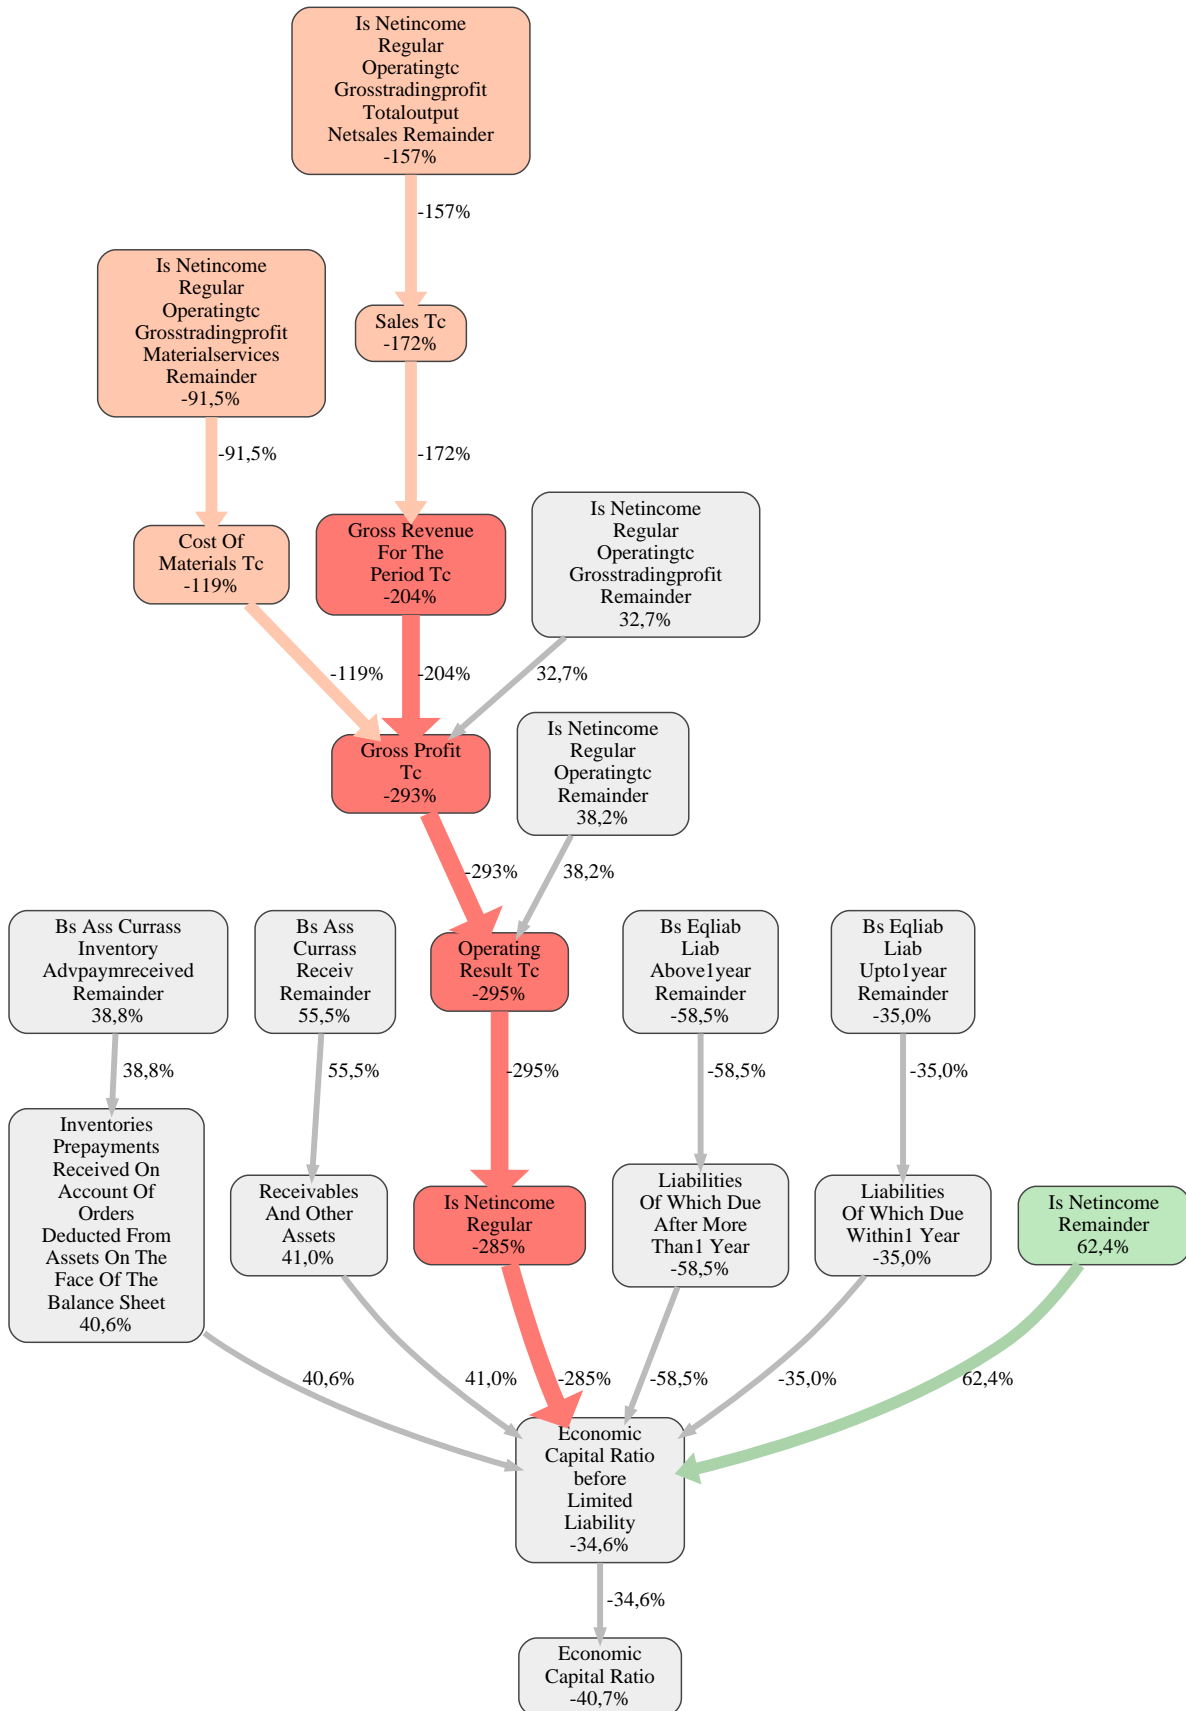 Is Netincome
Regular
Operatingtc
Grosstradingprofit
Totaloutput
Netsales Remainder
-157%
-157%
Is Netincome
Regular
Operatingtc
Grosstradingprofit
Materialservices
Remainder
-91,5%
Sales Tc
-172%
-91,5%
-172%
Cost Of
Materials Tc
-119%
Gross Revenue
For The
Period Tc
-204%
Is Netincome
Regular
Operatingtc
Grosstradingprofit
Remainder
32,7%
-119%
-204%
32,7%
Gross Profit
Tc
-293%
Is Netincome
Regular
Operatingtc
Remainder
38,2%
-293%
38,2%
Bs Ass Currass
Inventory
Advpaymreceived
Remainder
38,8%
Bs Ass
Currass
Receiv
Remainder
55,5%
Operating
Result Tc
-295%
Bs Eqliab
Liab
Above1year
Remainder
-58,5%
Bs Eqliab
Liab
Upto1year
Remainder
-35,0%
38,8%
55,5%
-295%
-58,5%
-35,0%
Inventories
Prepayments
Received On
Account Of
Orders
Deducted From
Assets On The
Face Of The
Balance Sheet
40,6%
Receivables
And Other
Assets
41,0%
Is Netincome
Regular
-285%
Liabilities
Of Which Due
After More
Than1 Year
-58,5%
Liabilities
Of Which Due
Within1 Year
-35,0%
Is Netincome
Remainder
62,4%
40,6%
41,0%
-285%
-58,5%
-35,0%
62,4%
Economic
Capital Ratio
before
Limited
Liability
-34,6%
-34,6%
Economic
Capital Ratio
-40,7%